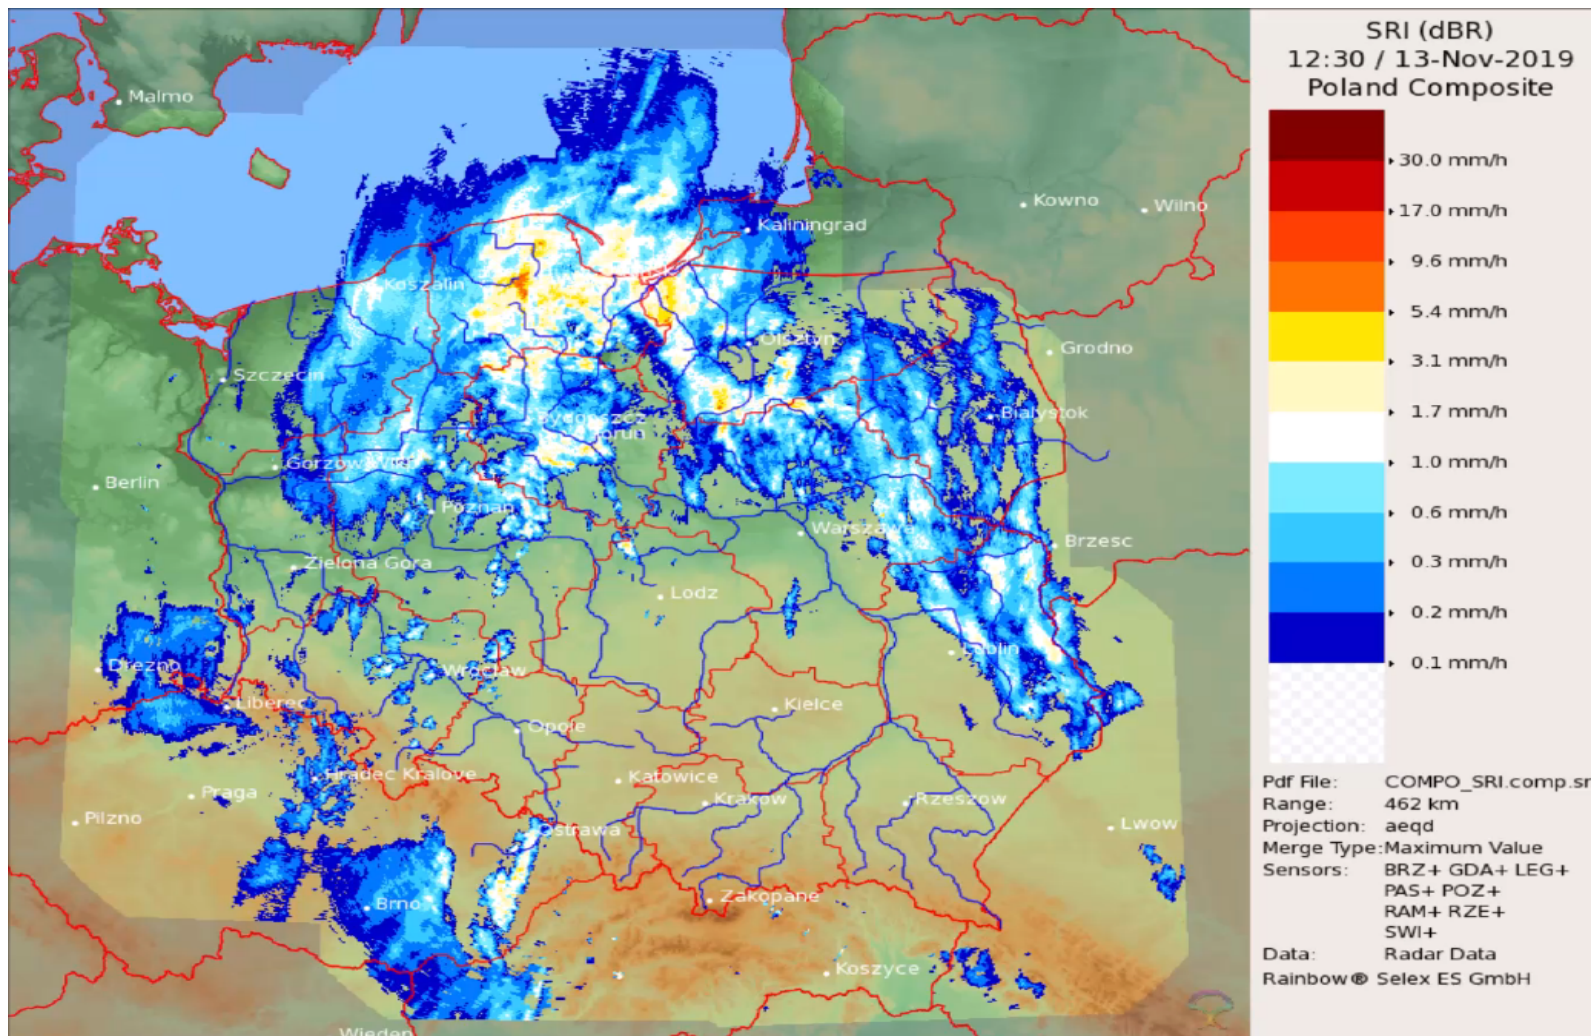 SRI (dBR)
12:30 / 13-Nov-2019
Poland Composite
30.0 mm/h
17.0 mm/h
9.6 mm/h
5.4 mm/h
3.1 mm/h
1.7 mm/h
1.0 mm/h
0.6 mm/h
0.3 mm/h
0.2 mm/h
0.1 mm/h
Pdf File: COMPO_SRI.comp.sr
Range: 462 km
Projection: aeqd
Merge Type: Maximum Value
Sensors: BRZ+ GDA+ LEG+
PAS+ POZ+
RAM+ RZE+
SWI+
Data: Radar Data
Rainbow® Selex ES GmbH
Malmo
Kowno
Wilno
Kaliningrad
Koszalin
Olsztyn
Grodno
Szczecin
Bialystok
Bydgoszcz
Torun
Gorzow
Berlin
Poznan
Warszawa
Brzesc
Zielona Gora
Lodz
Lublin
Drezno
Wroclaw
Liberec
Kielce
Opole
Hradec Kralove
Katowice
Praga
Krakow
Rzeszow
Pilzno
Ostrawa
Lwow
Zakopane
Brno
Koszyce
Wieden